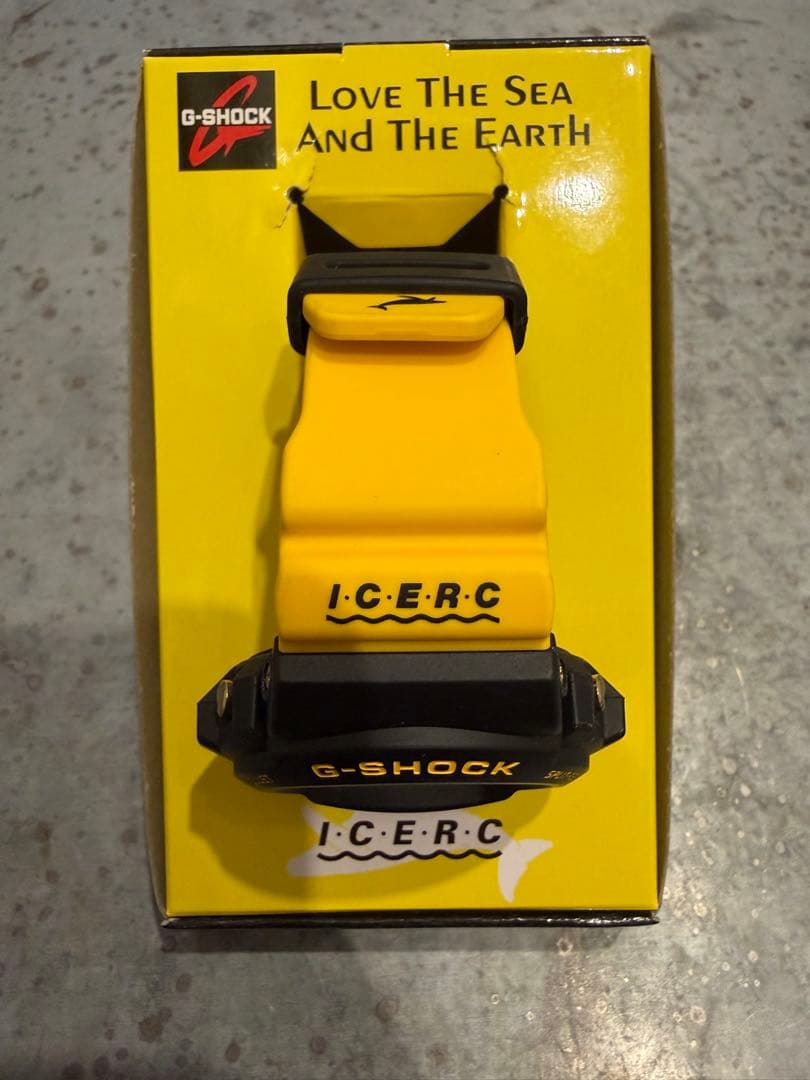 G-SHOCK
LOVE THE SEA
AND THE EARTH
I·C·E·R·C
G-SHOCK
I·C·E·R·C